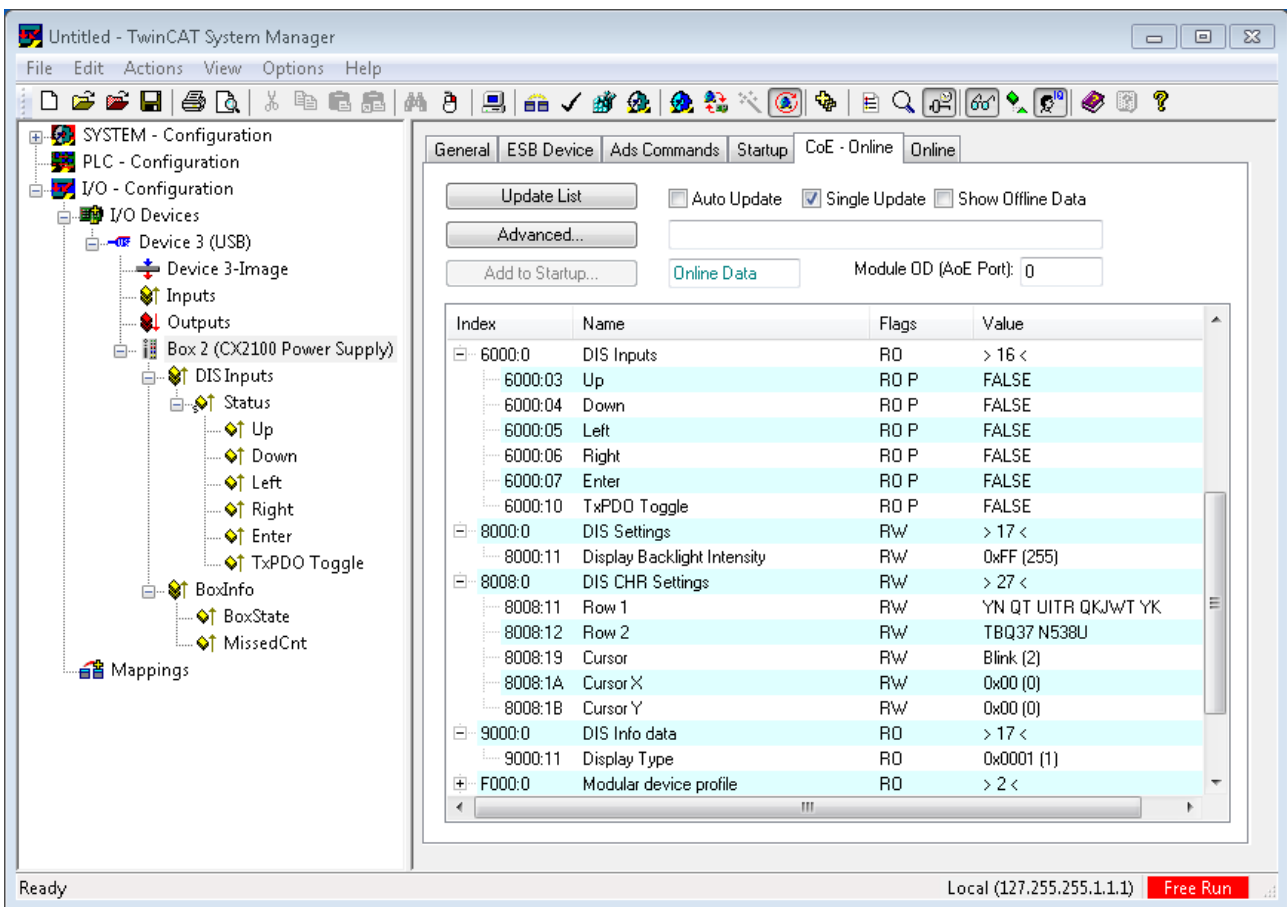 Untitled - TwinCAT System Manager
File Edit Actions View Options Help
SYSTEM - Configuration
PLC - Configuration
I/O - Configuration
I/O Devices
Device 3 (USB)
Device 3-Image
Inputs
Outputs
Box 2 (CX2100 Power Supply)
DIS Inputs
Status
Up
Down
Left
Right
Enter
TxPDO Toggle
BoxInfo
BoxState
MissedCnt
Mappings
General ESB Device Ads Commands Startup CoE - Online Online
Update List Auto Update Single Update Show Offline Data
Advanced...
Add to Startup... Online Data Module OD (AoE Port): 0
Index Name Flags Value
6000:0 DIS Inputs RO > 16 <
6000:03 Up RO P FALSE
6000:04 Down RO P FALSE
6000:05 Left RO P FALSE
6000:06 Right RO P FALSE
6000:07 Enter RO P FALSE
6000:10 TxPDO Toggle RO P FALSE
8000:0 DIS Settings RW > 17 <
8000:11 Display Backlight Intensity RW 0xFF (255)
8008:0 DIS CHR Settings RW > 27 <
8008:11 Row 1 RW YN QT UITR QKJWT YK
8008:12 Row 2 RW TBQ37 N538U
8008:19 Cursor RW Blink (2)
8008:1A Cursor X RW 0x00 (0)
8008:1B Cursor Y RW 0x00 (0)
9000:0 DIS Info data RO > 17 <
9000:11 Display Type RO 0x0001 (1)
F000:0 Modular device profile RO > 2 <
Ready Local (127.255.255.1.1.1) Free Run